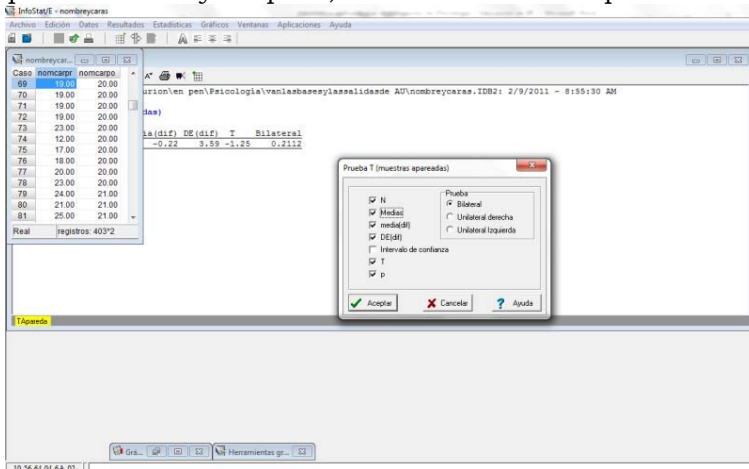 InfoStat/E - nombreycaras
Archivo Edición Datos Resultados Estadísticas Gráficos Ventanas Aplicaciones Ayuda
nombreycar...
Caso nomcarpr nomcarpo
69 19.00 20.00
70 19.00 20.00
71 19.00 20.00
72 19.00 20.00
73 23.00 20.00
74 12.00 20.00
75 17.00 20.00
76 18.00 20.00
77 20.00 20.00
78 23.00 20.00
79 24.00 21.00
80 21.00 21.00
81 25.00 21.00
Real registros: 403*2
urion\en pen\Psicologia\vanlasbasesylassalidasde AU\nombreycaras.IDB2: 2/9/2011 - 8:55:30 AM
das)
ia(dif) DE(dif) T Bilateral
-0.22 3.59 -1.25 0.2112
Prueba T (muestras apareadas)
N
Medias
media(dif)
DE(dif)
Intervalo de confianza
T
p
Prueba
Bilateral
Unilateral derecha
Unilateral Izquierda
Aceptar Cancelar ? Ayuda
TApareda
Gra... Herramientas gr...